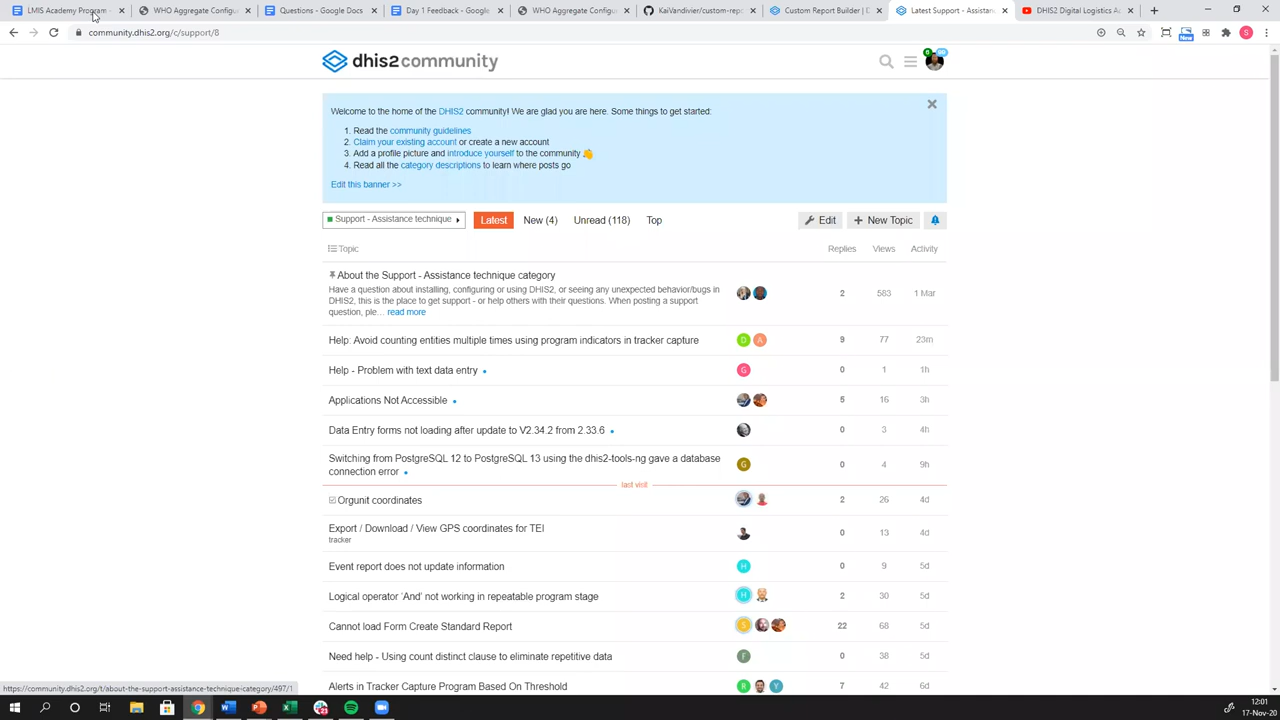 LMIS Academy Program -
WHO Aggregate Configu
Questions - Google Docs
Day 1 Feedback - Google
WHO Aggregate Configu
KaiVandivier/custom-repo
Custom Report Builder | D
Latest Support - Assistanc
DHIS2 Digital Logistics Ac
community.dhis2.org/c/support/8
New
S
dhis2community
6
Welcome to the home of the DHIS2 community! We are glad you are here. Some things to get started:
1. Read the community guidelines
2. Claim your existing account or create a new account
3. Add a profile picture and introduce yourself to the community
4. Read all the category descriptions to learn where posts go
Edit this banner >>
Support - Assistance technique
Latest
New (4)
Unread (118)
Top
Edit
New Topic
Topic
Replies
Views
Activity
About the Support - Assistance technique category
Have a question about installing, configuring or using DHIS2, or seeing any unexpected behavior/bugs in
DHIS2, this is the place to get support - or help others with their questions. When posting a support
question, ple… read more
2 583 1 Mar
Help: Avoid counting entities multiple times using program indicators in tracker capture
D A 9 77 23m
Help - Problem with text data entry
G 0 1 1h
Applications Not Accessible
5 16 3h
Data Entry forms not loading after update to V2.34.2 from 2.33.6
0 3 4h
Switching from PostgreSQL 12 to PostgreSQL 13 using the dhis2-tools-ng gave a database
connection error
G 0 4 9h
last visit
Orgunit coordinates
2 26 4d
Export / Download / View GPS coordinates for TEI
tracker
0 13 4d
Event report does not update information
H 0 9 5d
Logical operator 'And' not working in repeatable program stage
H 2 30 5d
Cannot load Form Create Standard Report
S 22 68 5d
Need help - Using count distinct clause to eliminate repetitive data
0 38 5d
Alerts in Tracker Capture Program Based On Threshold
R Y 7 42 6d
https://community.dhis2.org/t/about-the-support-assistance-technique-category/497/1
12:01
17-Nov-20